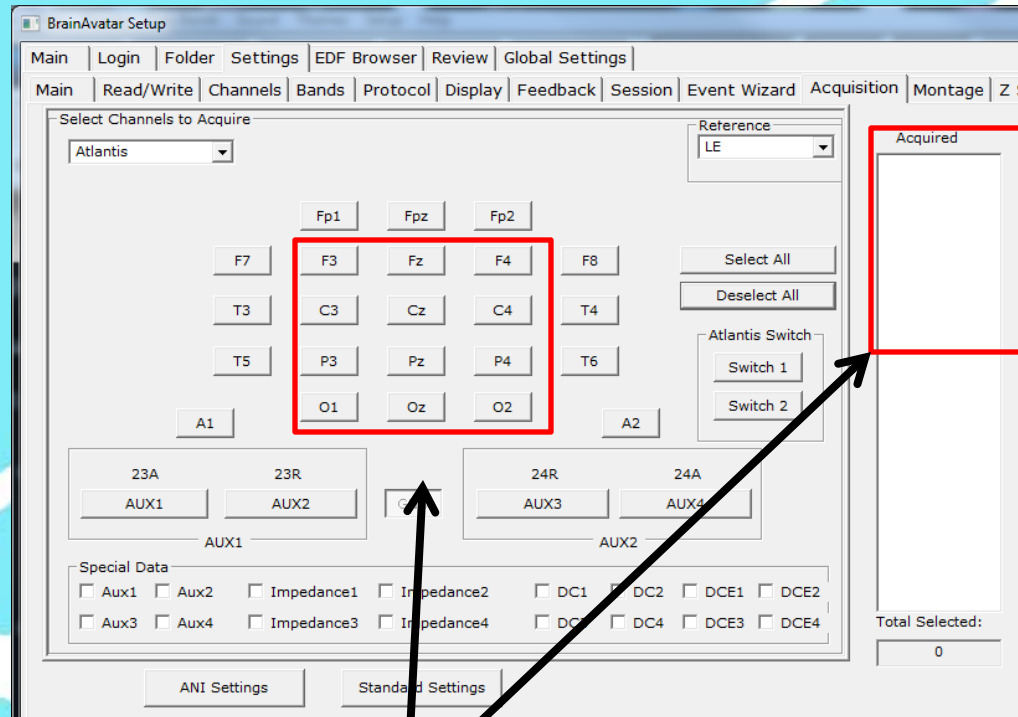 BrainAvatar Setup
Main Login Folder Settings EDF Browser Review Global Settings
Main Read/Write Channels Bands Protocol Display Feedback Session Event Wizard Acquisition Montage Z
Select Channels to Acquire
Reference
Acquired
Atlantis
LE
Fp1 Fpz Fp2
F7 F3 Fz F4 F8
Select All
Deselect All
T3 C3 Cz C4 T4
Atlantis Switch
T5 P3 Pz P4 T6
Switch 1
O1 Oz O2
Switch 2
A1 A2
23A 23R 24R 24A
AUX1 AUX2 AUX3 AUX4
AUX1 AUX2
Special Data
Aux1 Aux2 Impedance1 Impedance2 DC1 DC2 DCE1 DCE2
Aux3 Aux4 Impedance3 Impedance4 DC4 DCE3 DCE4
Total Selected:
0
ANI Settings Standard Settings